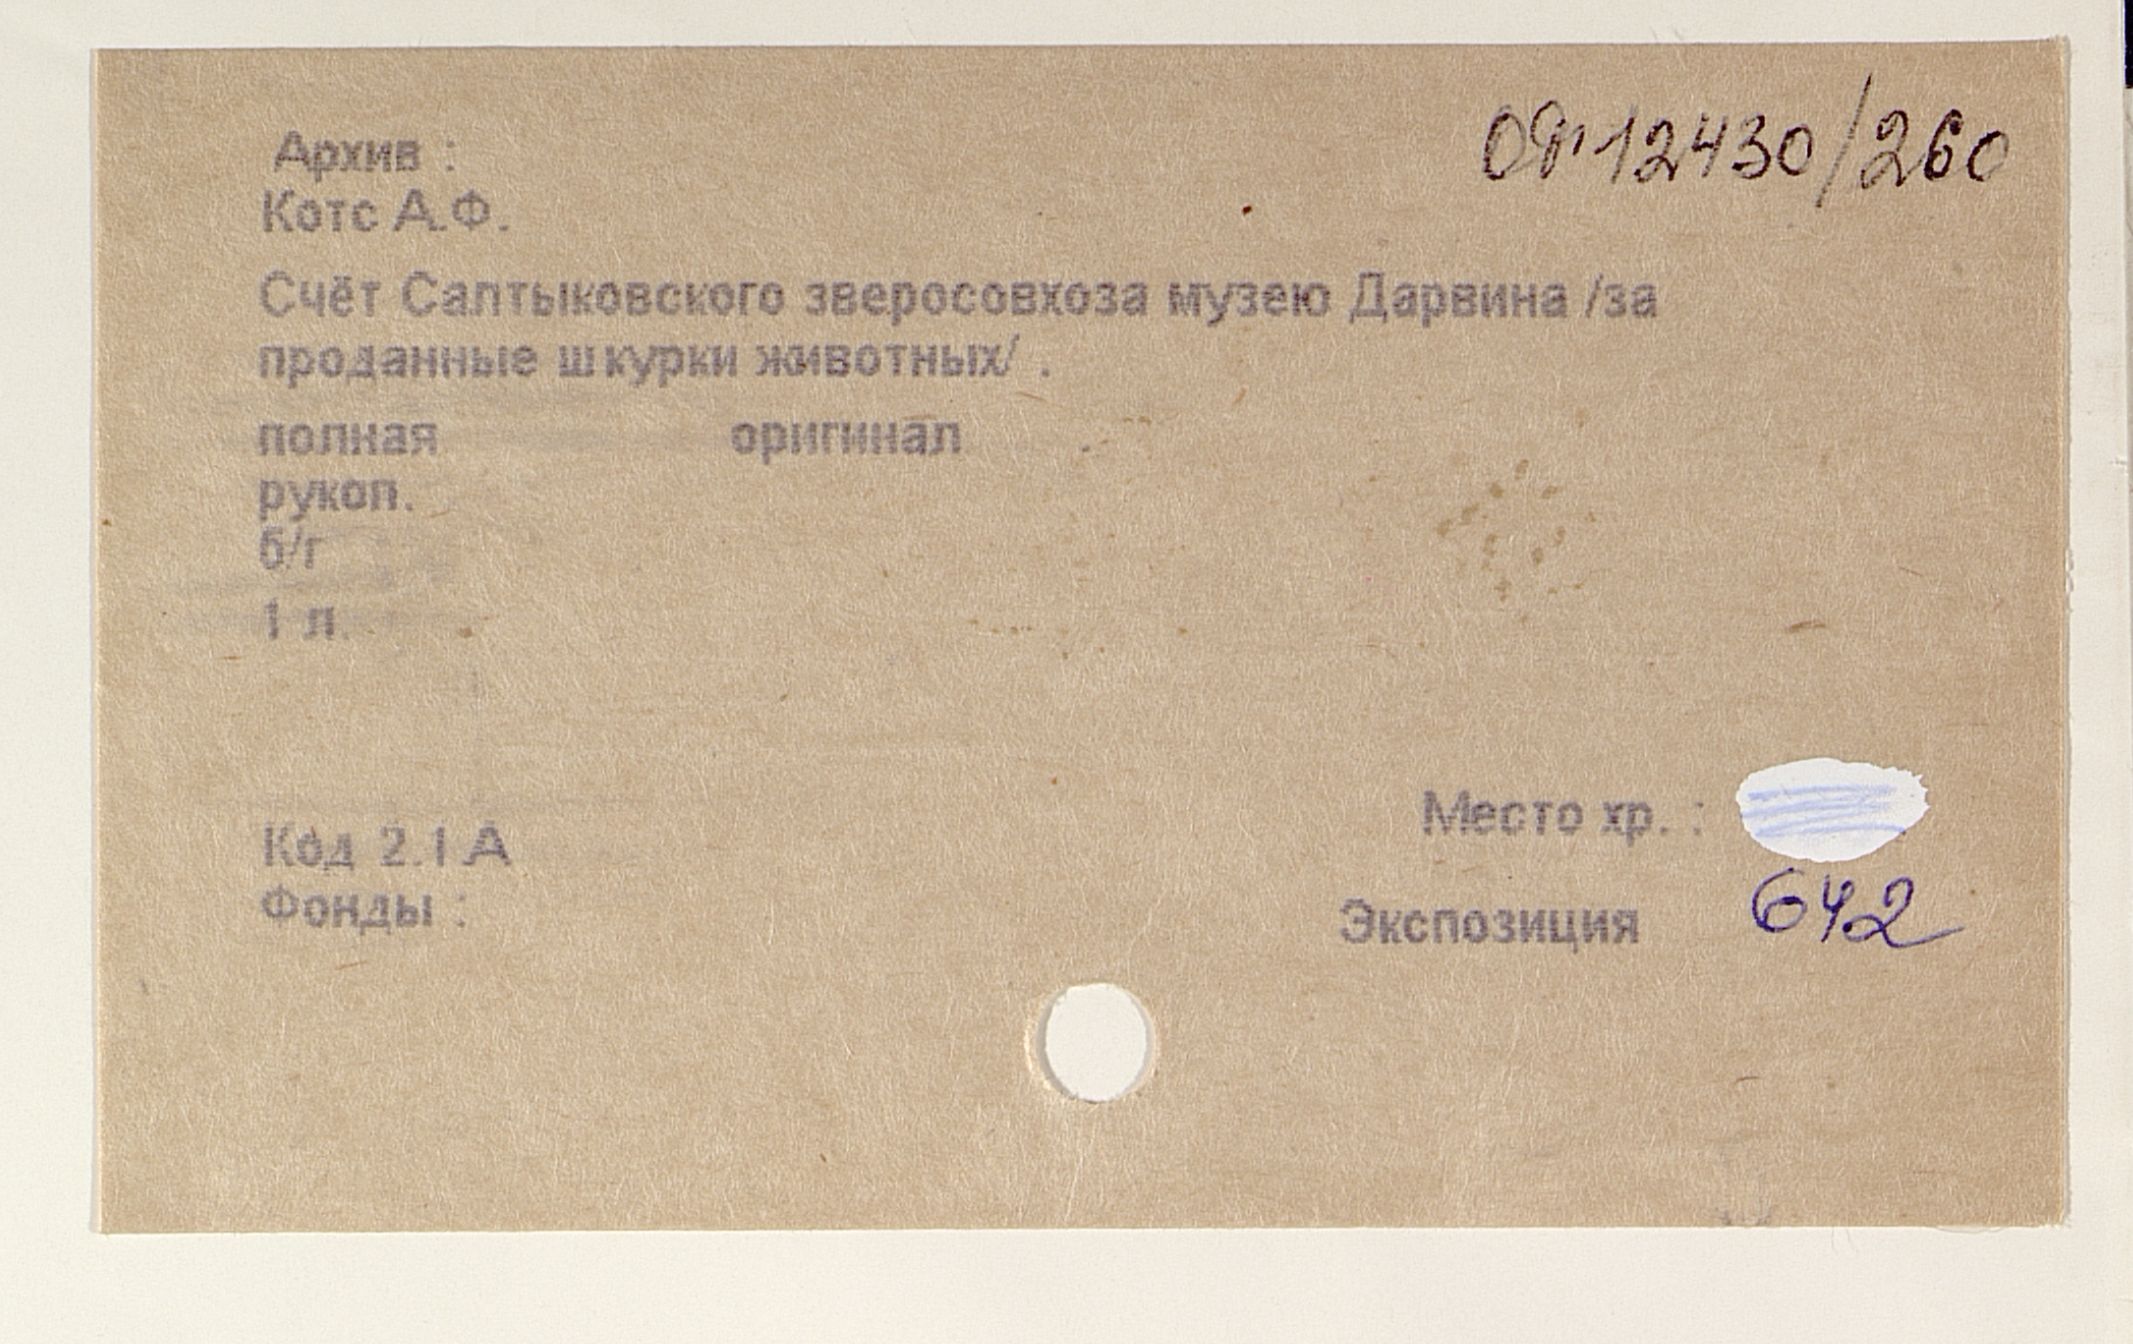 ОФ 12430/260
Архив :
Котс А.Ф.
Счёт Салтыковского зверосовхоза музею Дарвина /за
проданные шкурки животных/ .
полная оригинал .
рукоп.
б/г
1 л.
Место хр. :
Код 2.1.А
642
Фонды :
Экспозиция